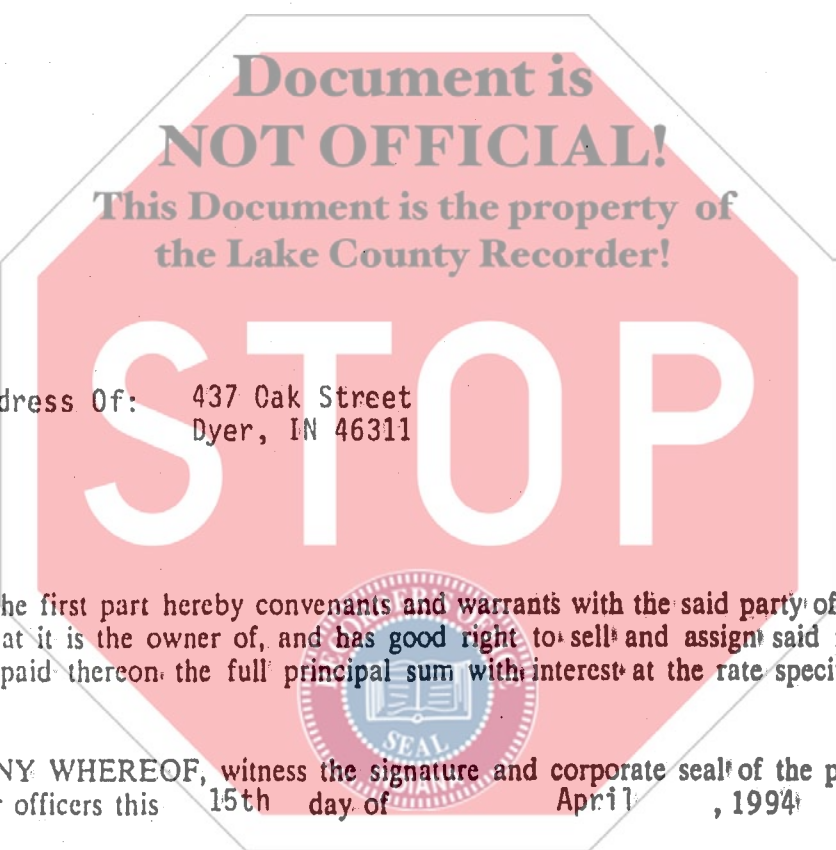 Document is
NOT OFFICIAL!
This Document is the property of
the Lake County Recorder!
STOP
dress Of: 437 Oak Street
Dyer, IN 46311
he first part hereby convenants and warrants with the said party of
at it is the owner of, and has good right to sell and assign said
paid thereon the full principal sum with interest at the rate speci
RECORDER'S OFFICE
SEAL
INDIANA
NY WHEREOF, witness the signature and corporate seal of the p
r officers this 15th day of April , 1994